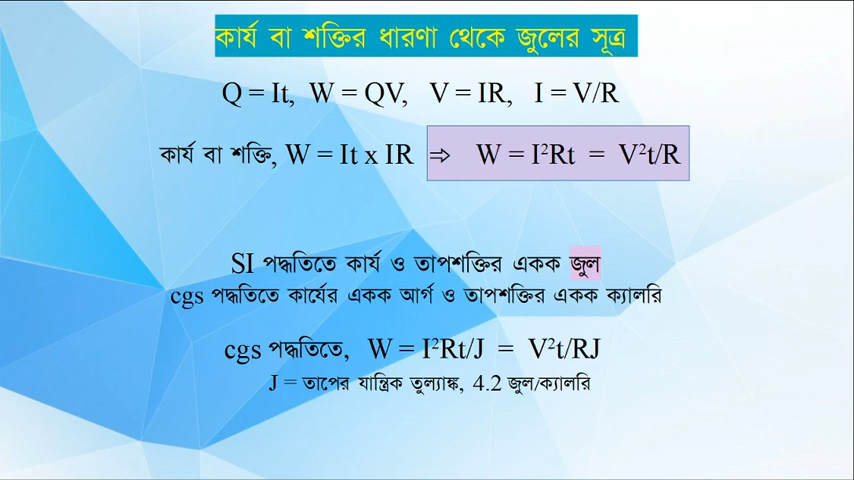 কার্য বা শক্তির ধারণা থেকে জুলের সূত্র
Q = It, W = QV, V = IR, I = V/R
কার্য বা শক্তি, W = It x IR ⇒ W = I²Rt = V²t/R
SI পদ্ধতিতে কার্য ও তাপশক্তির একক জুল
cgs পদ্ধতিতে কার্যের একক আর্গ ও তাপশক্তির একক ক্যালরি
cgs পদ্ধতিতে, W = I²Rt/J = V²t/RJ
J = তাপের যান্ত্রিক তুল্যাঙ্ক, 4.2 জুল/ক্যালরি